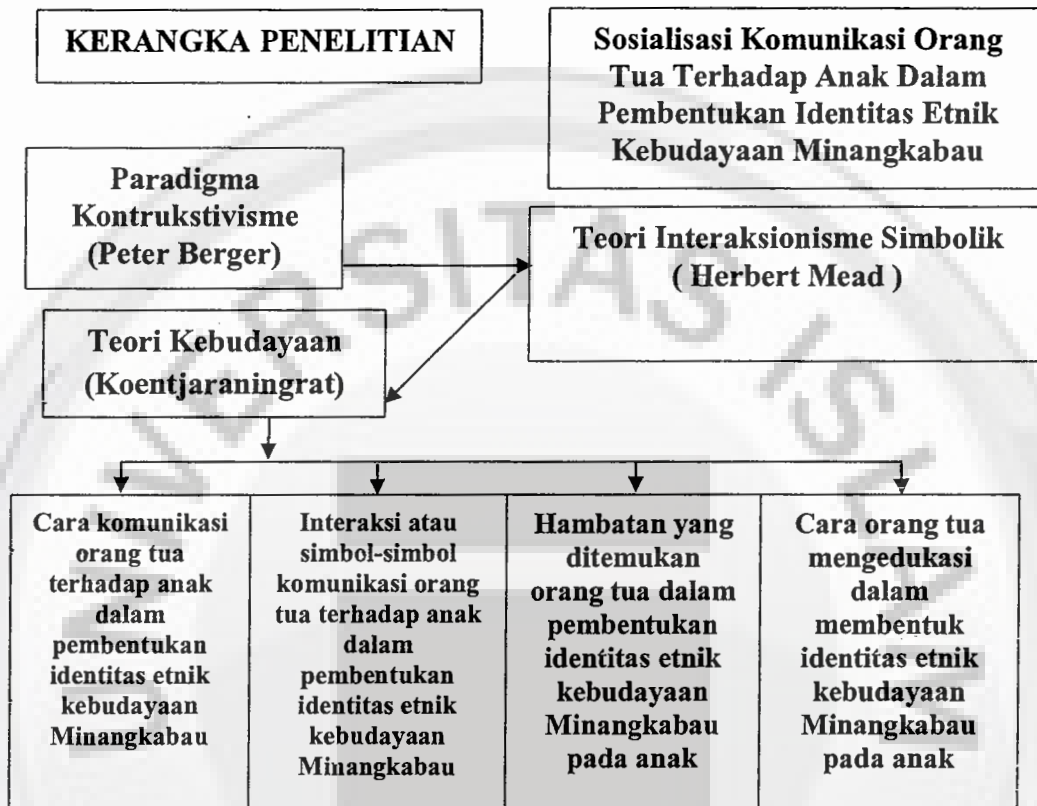 KERANGKA PENELITIAN
Sosialisasi Komunikasi Orang
Tua Terhadap Anak Dalam
Pembentukan Identitas Etnik
Kebudayaan Minangkabau
Paradigma
Kontrukstivisme
(Peter Berger)
Teori Interaksionisme Simbolik
( Herbert Mead )
Teori Kebudayaan
(Koentjaraningrat)
Cara komunikasi
orang tua
terhadap anak
dalam
pembentukan
identitas etnik
kebudayaan
Minangkabau
Interaksi atau
simbol-simbol
komunikasi orang
tua terhadap anak
dalam
pembentukan
identitas etnik
kebudayaan
Minangkabau
Hambatan yang
ditemukan
orang tua dalam
pembentukan
identitas etnik
kebudayaan
Minangkabau
pada anak
Cara orang tua
mengedukasi
dalam
membentuk
identitas etnik
kebudayaan
Minangkabau
pada anak
UNIVERSITAS ISLAM